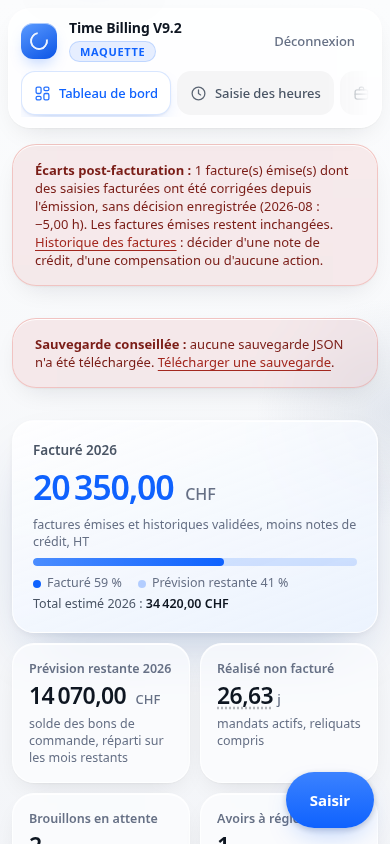 Time Billing V9.2
MAQUETTE
Déconnexion
Tableau de bord
Saisie des heures
Écarts post-facturation : 1 facture(s) émise(s) dont
des saisies facturées ont été corrigées depuis
l'émission, sans décision enregistrée (2026-08 :
−5,00 h). Les factures émises restent inchangées.
Historique des factures : décider d'une note de
crédit, d'une compensation ou d'aucune action.
Sauvegarde conseillée : aucune sauvegarde JSON
n'a été téléchargée. Télécharger une sauvegarde.
Facturé 2026
20 350,00 CHF
factures émises et historiques validées, moins notes de
crédit, HT
Facturé 59 % Prévision restante 41 %
Total estimé 2026 : 34 420,00 CHF
Prévision restante 2026
14 070,00 CHF
solde des bons de
commande, réparti sur
les mois restants
Réalisé non facturé
26,63 j
mandats actifs, reliquats
compris
Brouillons en attente
Avoirs à
Saisir